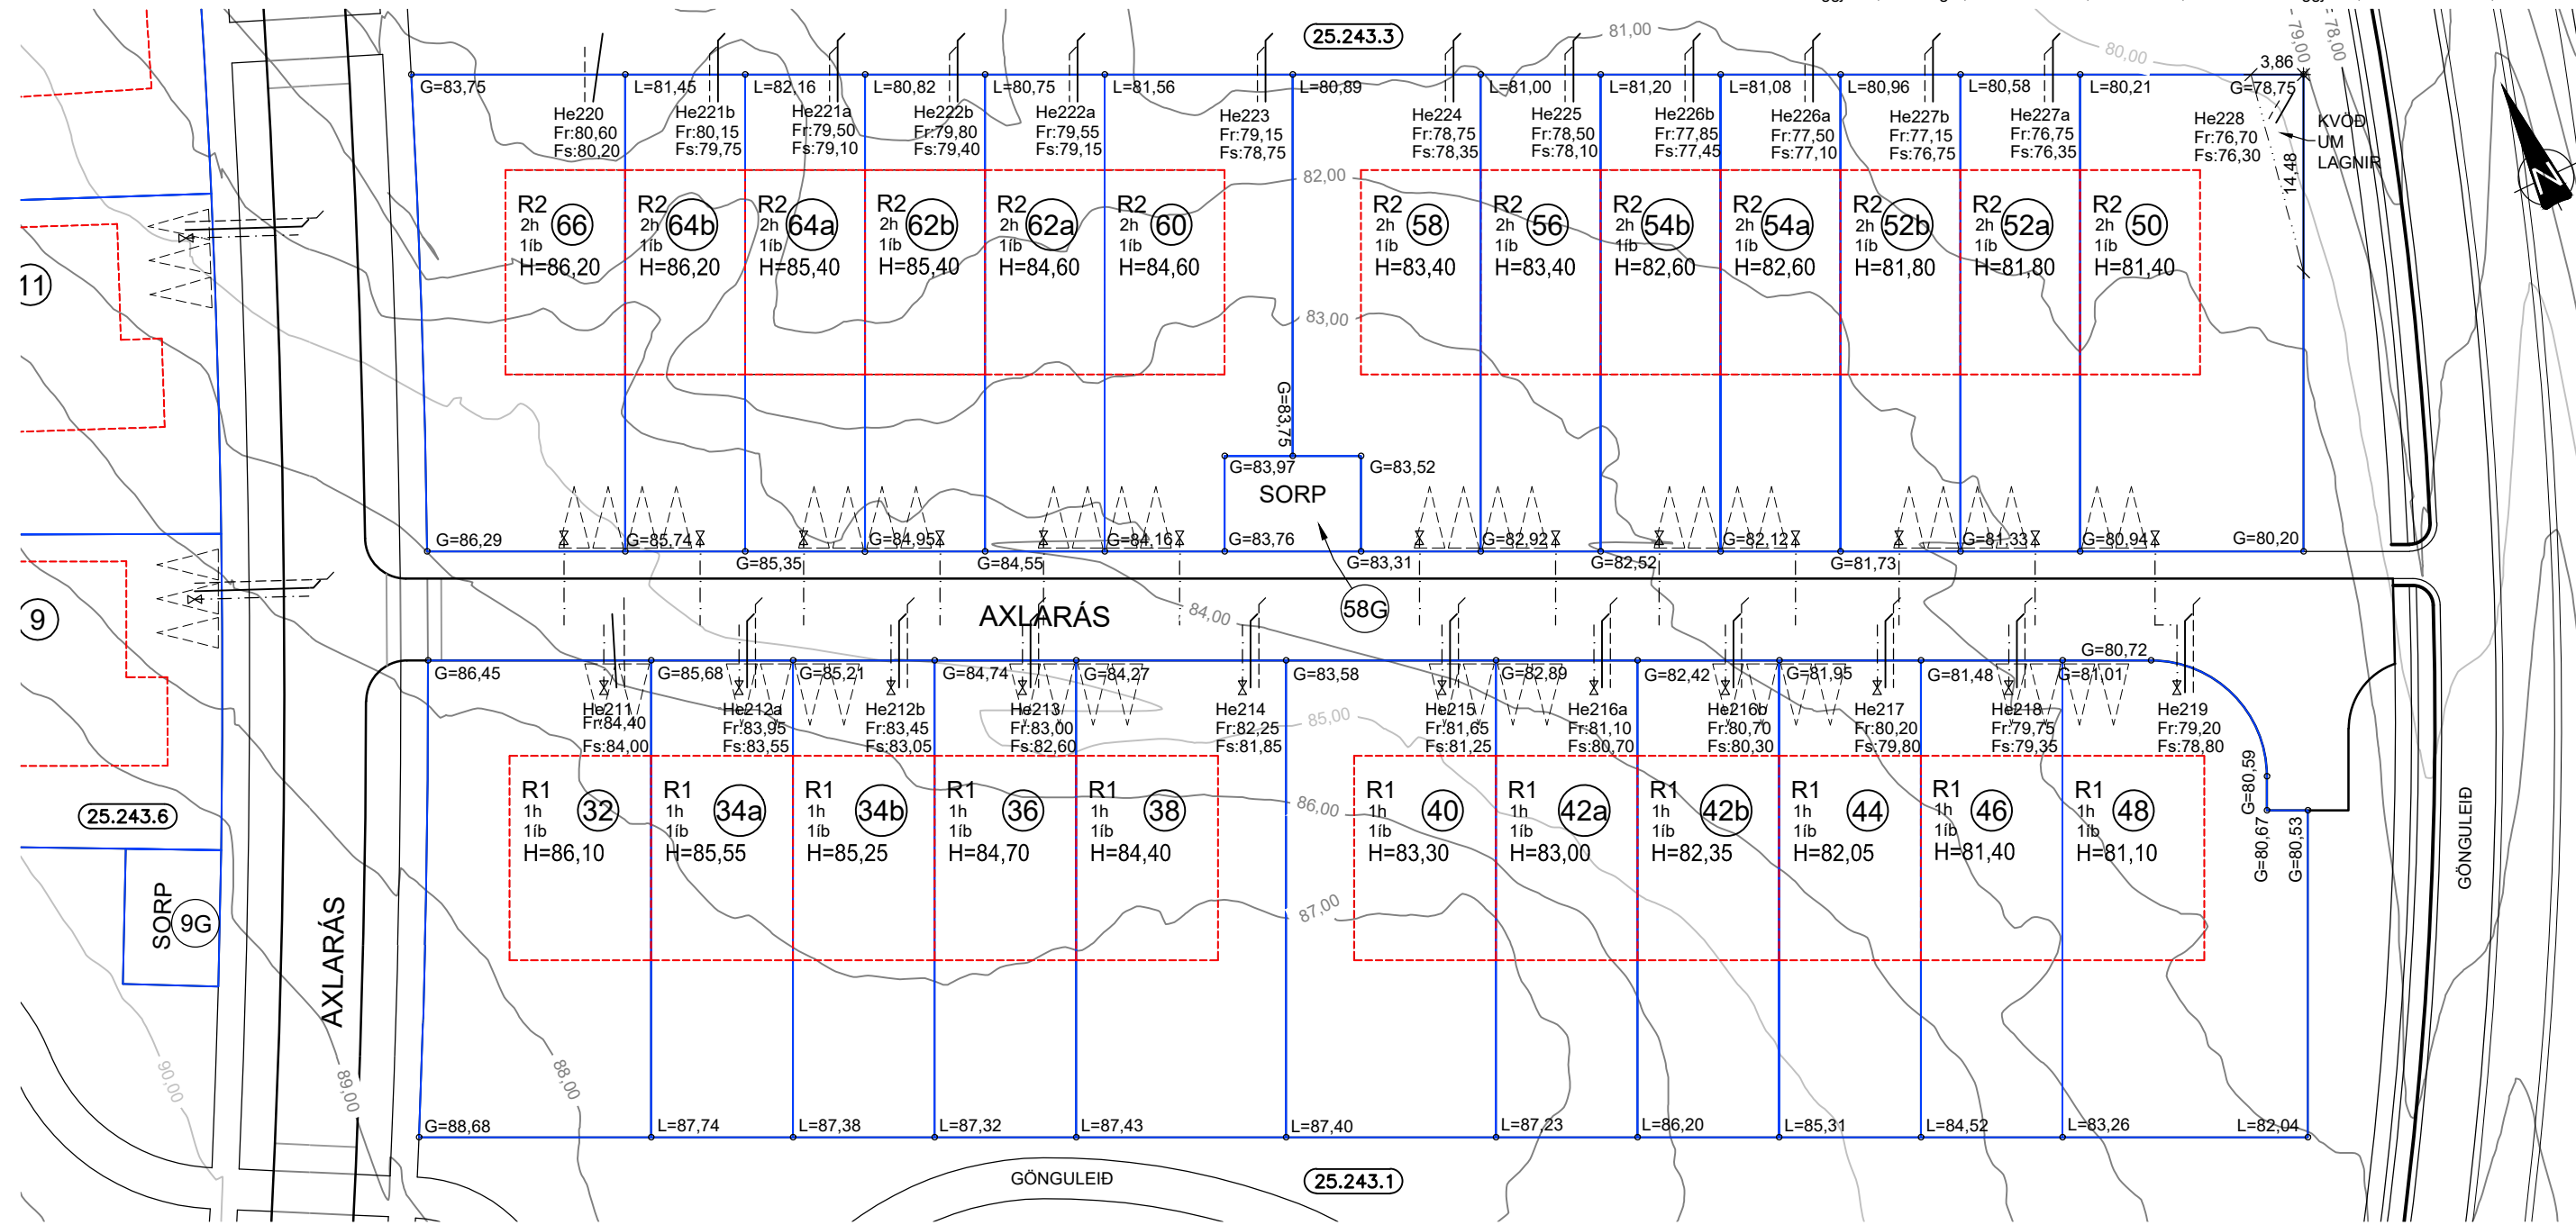 25.243.3
81,00
80,00
79,00
78,00
3,86
G=83,75
L=81,45
L=82,16
L=80,82
L=80,75
L=81,56
L=80,89
L=81,00
L=81,20
L=81,08
L=80,96
L=80,58
L=80,21
G=78,75
He220
Fr:80,60
Fs:80,20
He221b
Fr:80,15
Fs:79,75
He221a
Fr:79,50
Fs:79,10
He222b
Fr:79,80
Fs:79,40
He222a
Fr:79,55
Fs:79,15
He223
Fr:79,15
Fs:78,75
He224
Fr:78,75
Fs:78,35
He225
Fr:78,50
Fs:78,10
He226b
Fr:77,85
Fs:77,45
He226a
Fr:77,50
Fs:77,10
He227b
Fr:77,15
Fs:76,75
He227a
Fr:76,75
Fs:76,35
He228
Fr:76,70
Fs:76,30
KVÖÐ
UM
LAGNIR
14,48
N
82,00
R2
2h
1íb
66
H=86,20
R2
2h
1íb
64b
H=86,20
R2
2h
1íb
64a
H=85,40
R2
2h
1íb
62b
H=85,40
R2
2h
1íb
62a
H=84,60
R2
2h
1íb
60
H=84,60
R2
2h
1íb
58
H=83,40
R2
2h
1íb
56
H=83,40
R2
2h
1íb
54b
H=82,60
R2
2h
1íb
54a
H=82,60
R2
2h
1íb
52b
H=81,80
R2
2h
1íb
52a
H=81,80
R2
2h
1íb
50
H=81,40
11
83,00
G=83,75
G=83,97
G=83,52
SORP
G=86,29
G=85,74
G=84,95
G=84,16
G=83,76
G=82,92
G=82,12
G=81,33
G=80,94
G=80,20
G=85,35
G=84,55
G=83,31
G=82,52
G=81,73
AXLARÁS
84,00
58G
9
G=86,45
G=85,68
G=85,21
G=84,74
G=84,27
G=83,58
G=82,89
G=82,42
G=81,95
G=81,48
G=81,01
G=80,72
He211
Fr:84,40
Fs:84,00
He212a
Fr:83,95
Fs:83,55
He212b
Fr:83,45
Fs:83,05
He213
Fr:83,00
Fs:82,60
He214
Fr:82,25
Fs:81,85
85,00
He215
Fr:81,65
Fs:81,25
He216a
Fr:81,10
Fs:80,70
He216b
Fr:80,70
Fs:80,30
He217
Fr:80,20
Fs:79,80
He218
Fr:79,75
Fs:79,35
He219
Fr:79,20
Fs:78,80
G=80,59
G=80,67
G=80,53
R1
1h
1íb
32
H=86,10
R1
1h
1íb
34a
H=85,55
R1
1h
1íb
34b
H=85,25
R1
1h
1íb
36
H=84,70
R1
1h
1íb
38
H=84,40
86,00
R1
1h
1íb
40
H=83,30
R1
1h
1íb
42a
H=83,00
R1
1h
1íb
42b
H=82,35
R1
1h
1íb
44
H=82,05
R1
1h
1íb
46
H=81,40
R1
1h
1íb
48
H=81,10
GÖNGULEIÐ
25.243.6
SORP
9G
AXLARÁS
87,00
90,00
89,00
88,00
G=88,68
L=87,74
L=87,38
L=87,32
L=87,43
L=87,40
L=87,23
L=86,20
L=85,31
L=84,52
L=83,26
L=82,04
GÖNGULEIÐ
25.243.1